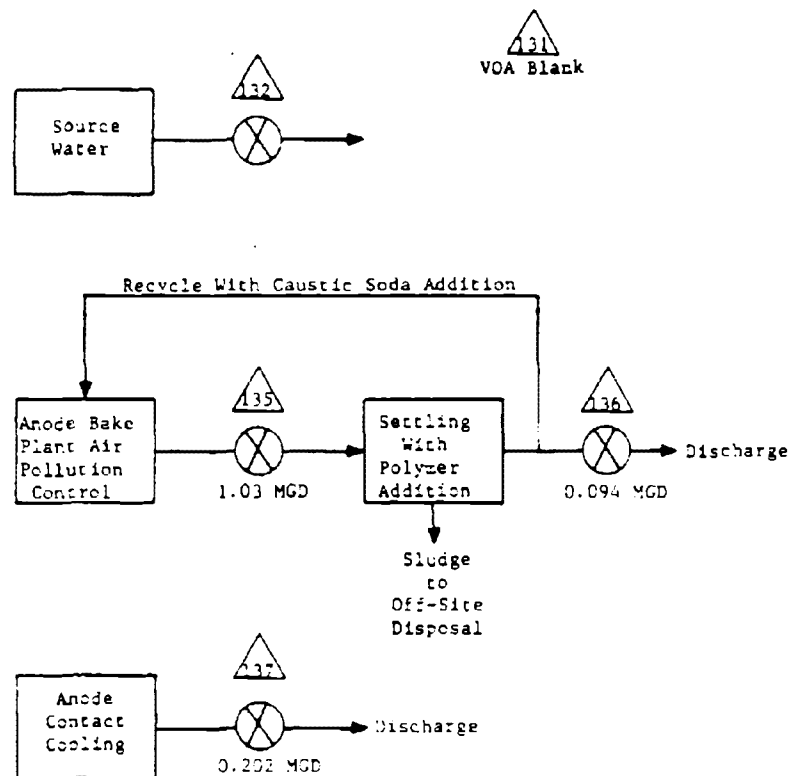 131
VOA Blank
132
Source
Water
Recycle With Caustic Soda Addition
135
136
Anode Bake
Plant Air
Pollution
Control
Settling
With
Polymer
Addition
Discharge
1.03 MGD
0.094 MGD
Sludge
to
Off-Site
Disposal
137
Anode
Contact
Cooling
Discharge
0.202 MGD